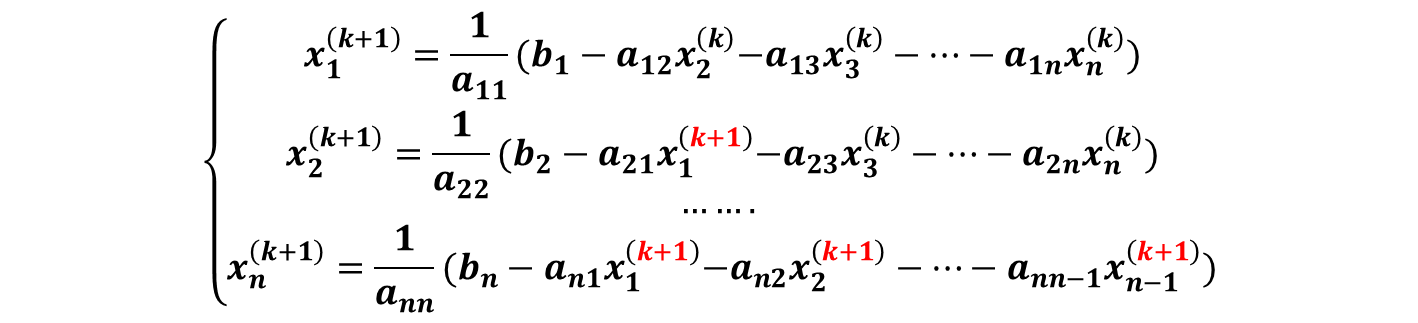 x_1^{(k+1)} = \frac{1}{a_{11}}(b_1 - a_{12}x_2^{(k)} - a_{13}x_3^{(k)} - \cdots - a_{1n}x_n^{(k)})
x_2^{(k+1)} = \frac{1}{a_{22}}(b_2 - a_{21}x_1^{(k+1)} - a_{23}x_3^{(k)} - \cdots - a_{2n}x_n^{(k)})
… … .
x_n^{(k+1)} = \frac{1}{a_{nn}}(b_n - a_{n1}x_1^{(k+1)} - a_{n2}x_2^{(k+1)} - \cdots - a_{nn-1}x_{n-1}^{(k+1)})